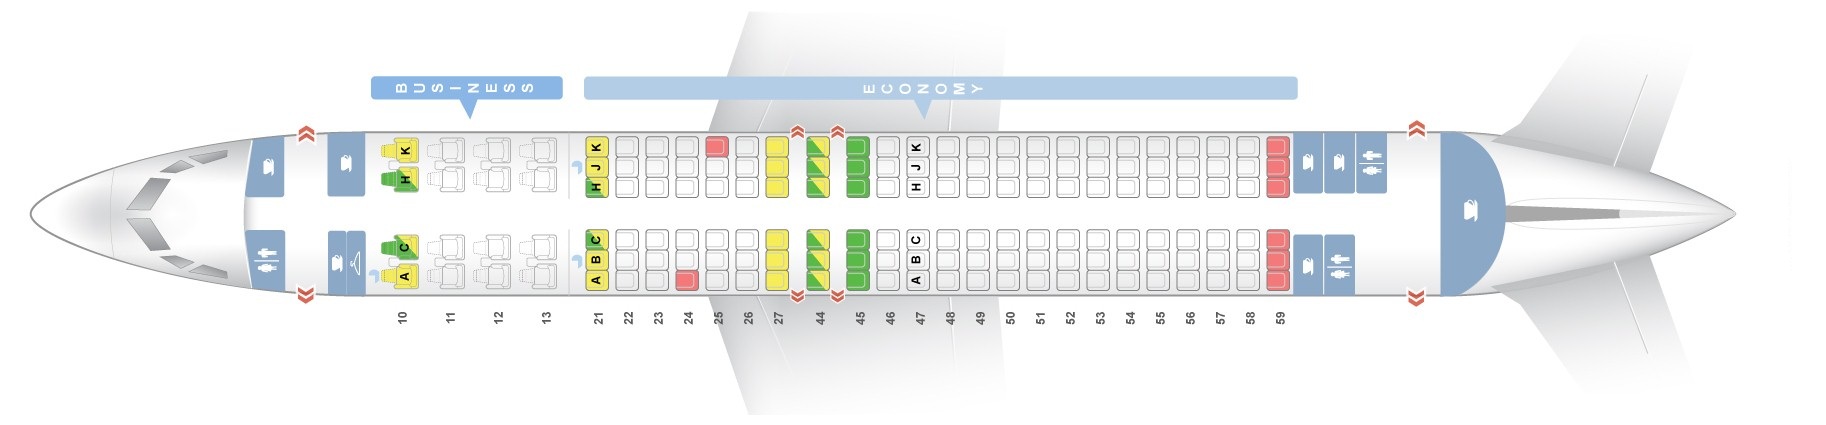 BUSINESS
ECONOMY
K K K
J J
H H H
C C C
B B
A A A
10 11 12 13 21 22 23 24 25 26 27 44 45 46 47 48 49 50 51 52 53 54 55 56 57 58 59